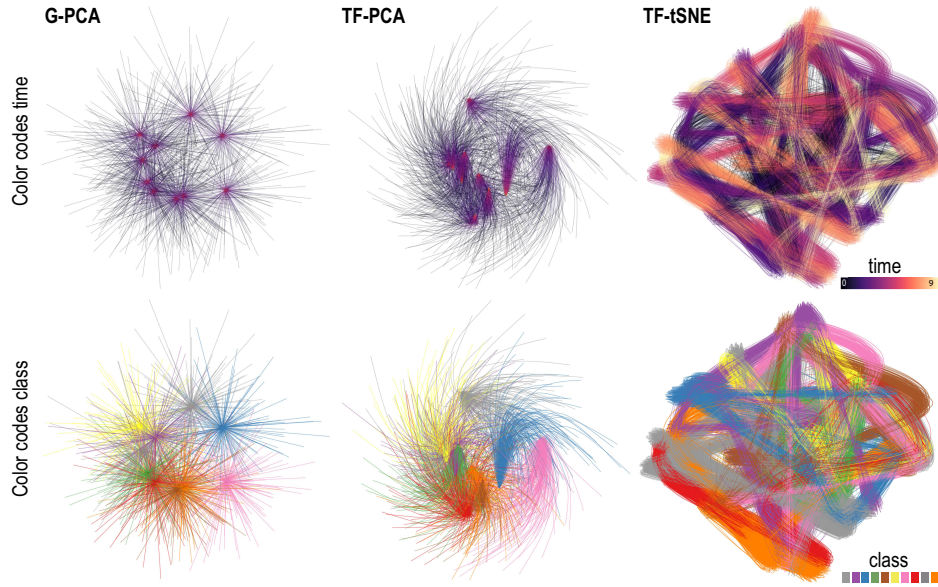 G-PCA
TF-PCA
TF-tSNE
Color codes time
time
0 9
Color codes class
class